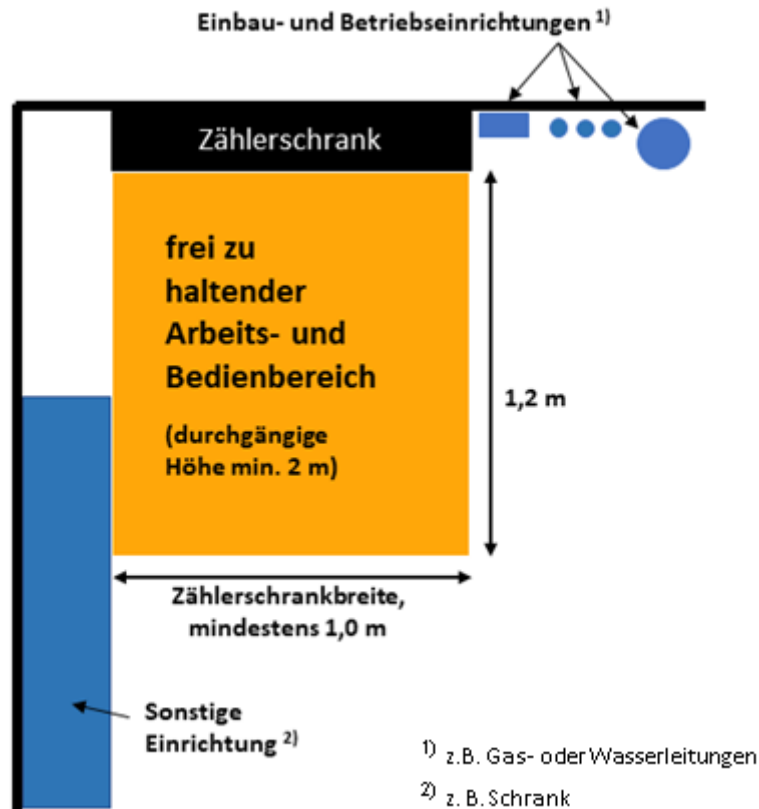 Einbau- und Betriebseinrichtungen 1)
Zählerschrank
frei zu
haltender
Arbeits- und
Bedienbereich
(durchgängige
Höhe min. 2 m)
1,2 m
Zählerschrankbreite,
mindestens 1,0 m
Sonstige
Einrichtung 2)
1) z.B. Gas- oder Wasserleitungen
2) z. B. Schrank